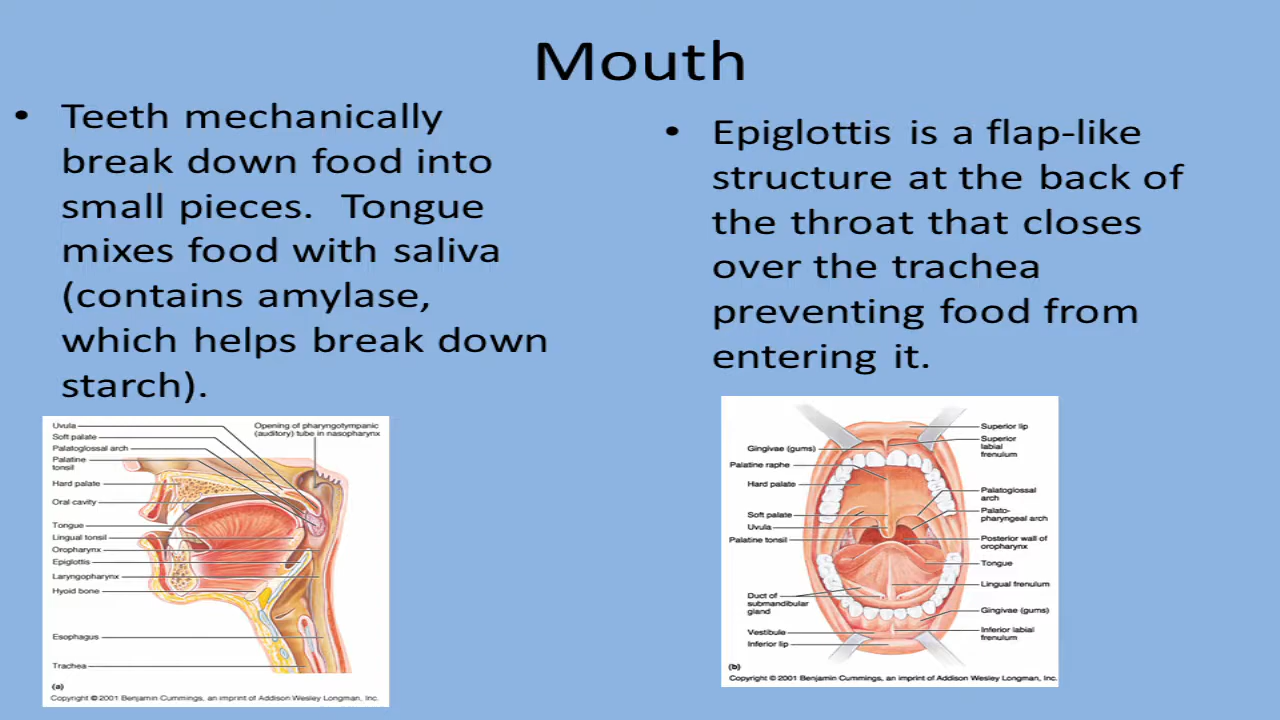 Mouth
• Teeth mechanically
break down food into
small pieces.  Tongue
mixes food with saliva
(contains amylase,
which helps break down
starch).
• Epiglottis is a flap-like
structure at the back of
the throat that closes
over the trachea
preventing food from
entering it.
Uvula
Soft palate
Palatoglossal arch
Palatine
tonsil
Hard palate
Oral cavity
Tongue
Lingual tonsil
Oropharynx
Epiglottis
Laryngopharynx
Hyoid bone
Esophagus
Trachea
Opening of pharyngotympanic
(auditory) tube in nasopharynx
(a)
Copyright © 2001 Benjamin Cummings, an imprint of Addison Wesley Longman, Inc.
Gingivae (gums)
Palatine raphe
Hard palate
Soft palate
Uvula
Palatine tonsil
Duct of
submandibular
gland
Vestibule
Inferior lip
Superior lip
Superior
labial
frenulum
Palatoglossal
arch
Palato-
pharyngeal arch
Posterior wall of
oropharynx
Tongue
Lingual frenulum
Gingivae (gums)
Inferior labial
frenulum
(b)
Copyright © 2001 Benjamin Cummings, an imprint of Addison Wesley Longman, Inc.